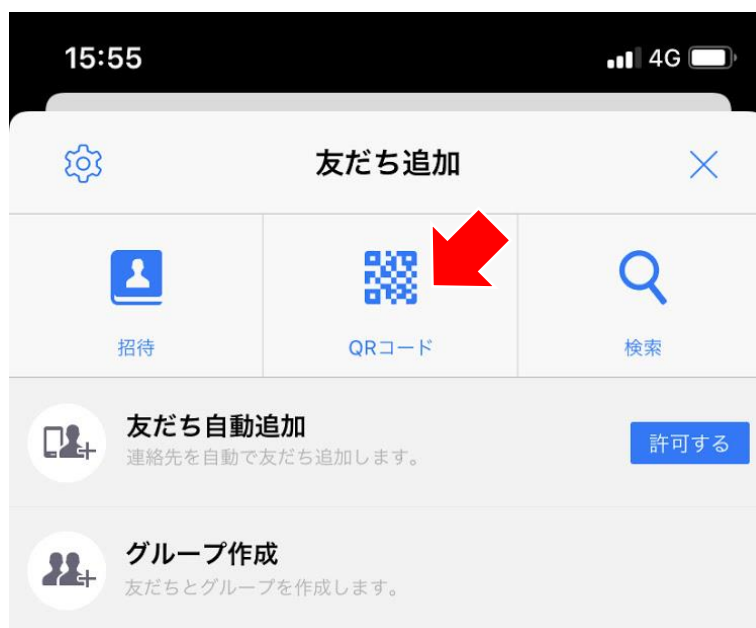 15:55
4G
友だち追加
招待
QRコード
検索
友だち自動追加
連絡先を自動で友だち追加します。
許可する
グループ作成
友だちとグループを作成します。